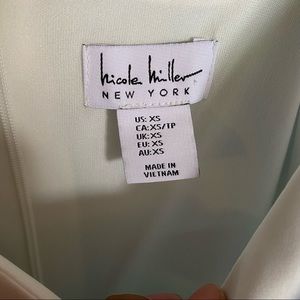 nicole miller
NEW YORK
US: XS
CA:XS/TP
UK:XS
EU: XS
AU:XS
MADE IN
VIETNAM